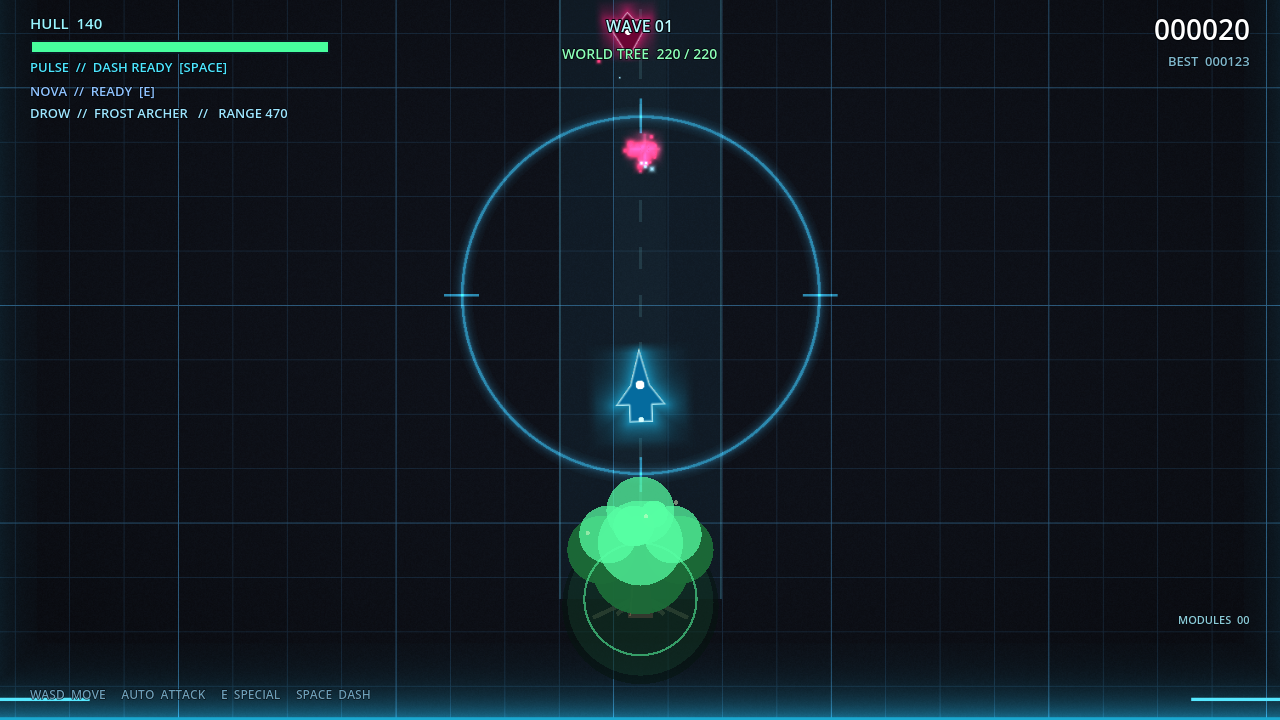 HULL 140
PULSE // DASH READY [SPACE]
NOVA // READY [E]
DROW // FROST ARCHER // RANGE 470
WAVE 01
WORLD TREE 220 / 220
000020
BEST 000123
MODULES 00
WASD MOVE AUTO ATTACK E SPECIAL SPACE DASH